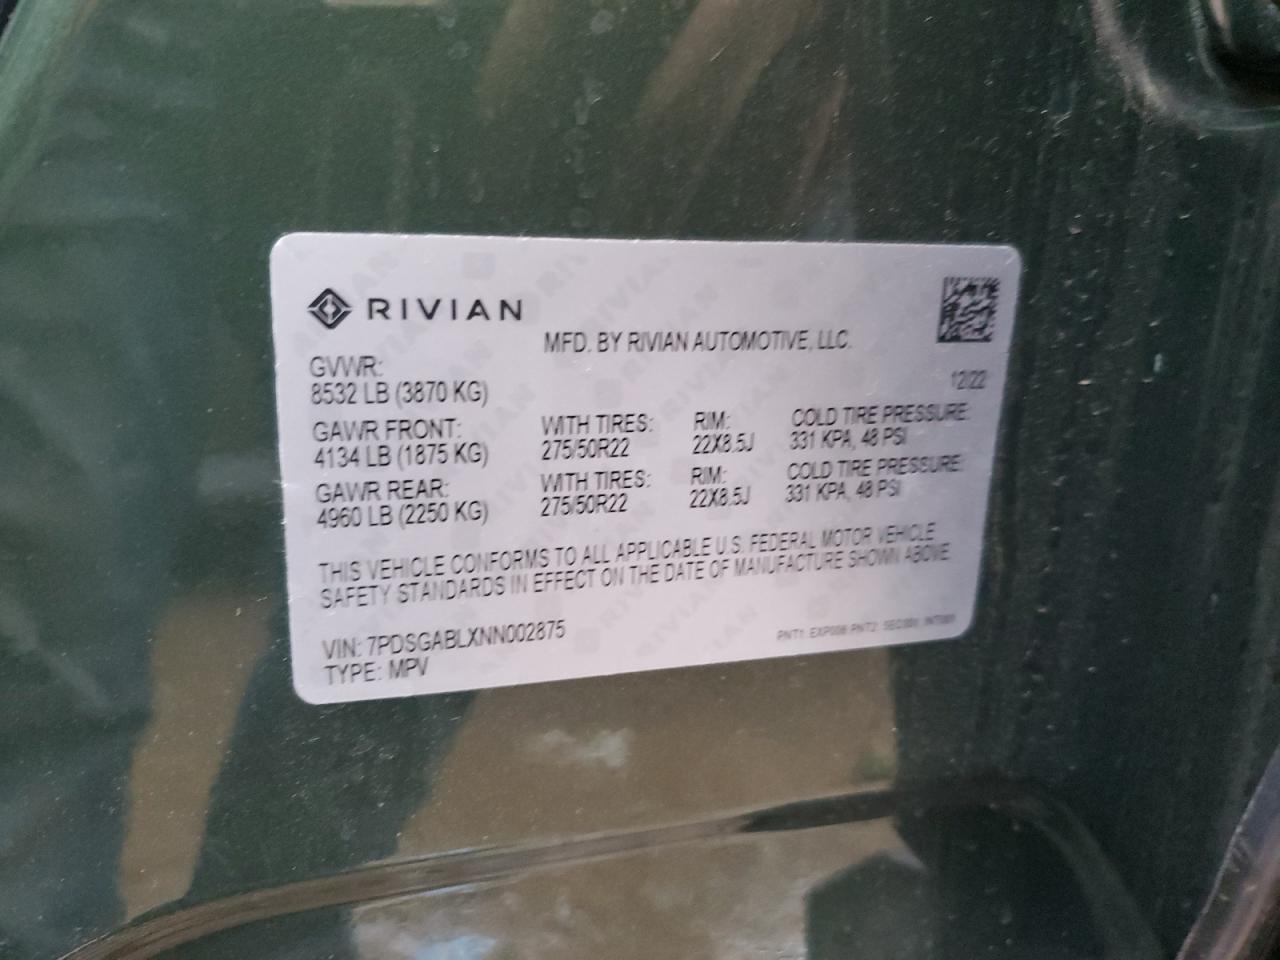 RIVIAN
MFD. BY RIVIAN AUTOMOTIVE, LLC.
12/22
GVWR:
8532 LB (3870 KG)
GAWR FRONT: WITH TIRES: RIM: COLD TIRE PRESSURE:
4134 LB (1875 KG) 275/50R22 22X8.5J 331 KPA, 48 PSI
GAWR REAR: WITH TIRES: RIM: COLD TIRE PRESSURE:
4960 LB (2250 KG) 275/50R22 22X8.5J 331 KPA, 48 PSI
THIS VEHICLE CONFORMS TO ALL APPLICABLE U.S. FEDERAL MOTOR VEHICLE
SAFETY STANDARDS IN EFFECT ON THE DATE OF MANUFACTURE SHOWN ABOVE
VIN: 7PDSGABLXNN002875
TYPE: MPV
PNT1: PNT2: